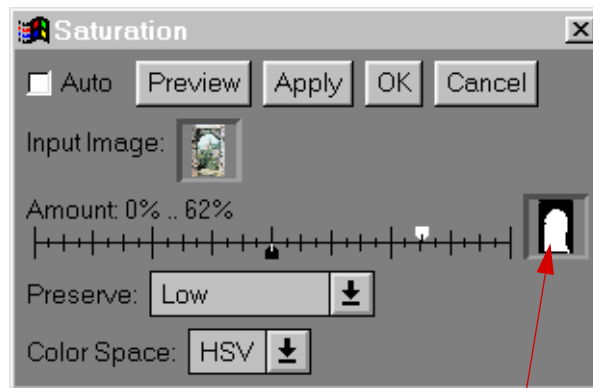 Saturation
Auto Preview Apply OK Cancel
Input Image:
Amount: 0% .. 62%
Preserve: Low
Color Space: HSV